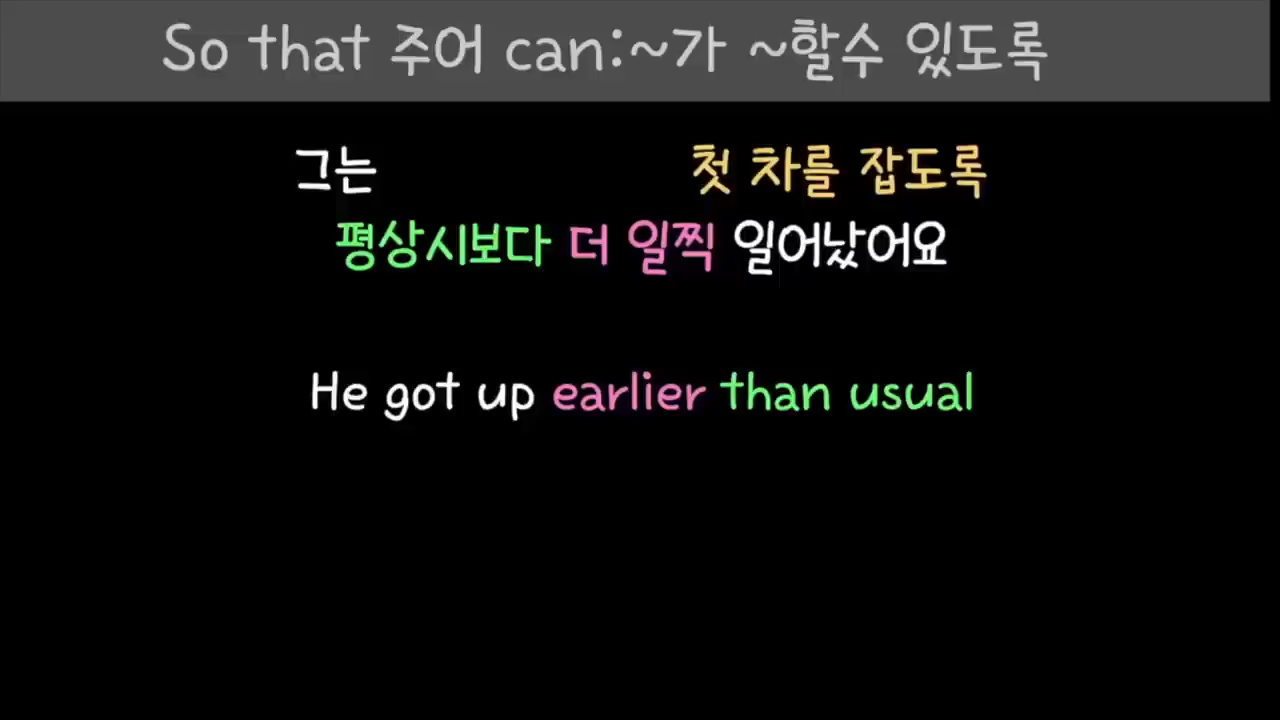 So that 주어 can:~가 ~할수 있도록
그는 첫 차를 잡도록
평상시보다 더 일찍 일어났어요
He got up earlier than usual